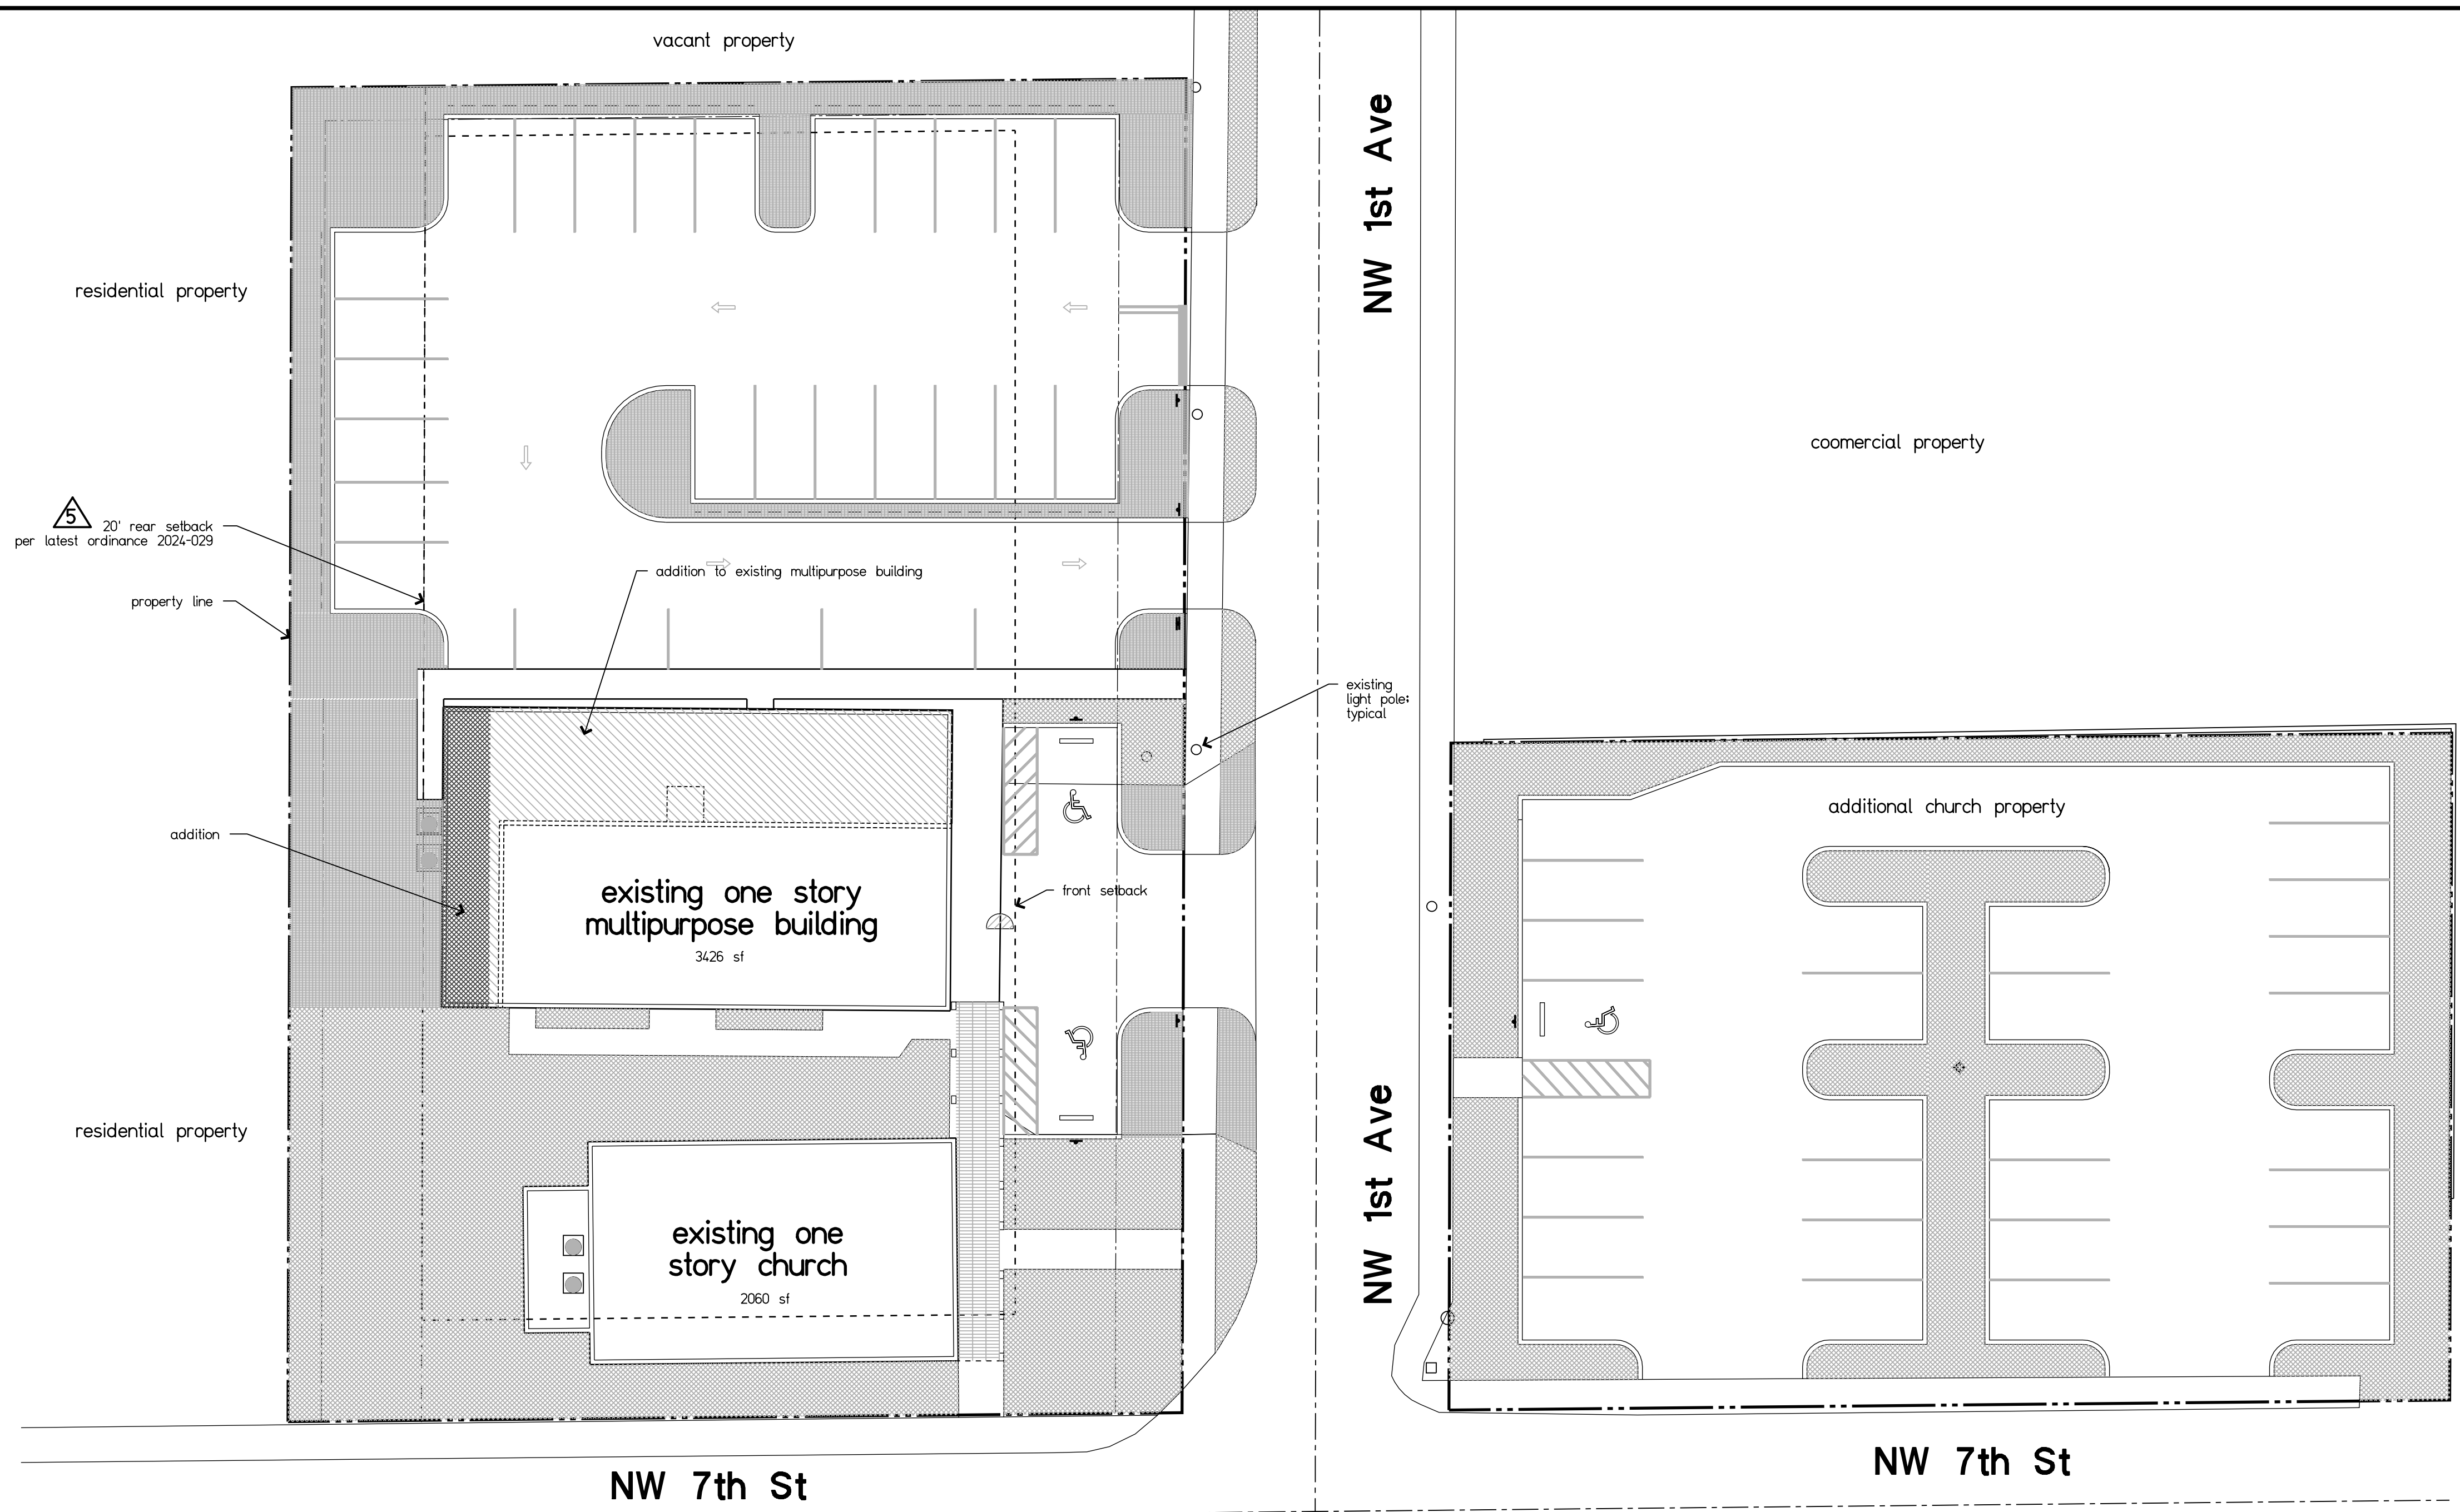 vacant property
NW 1st Ave
residential property
coomercial property
5
20' rear setback
per latest ordinance 2024-029
addition to existing multipurpose building
property line
existing
light pole;
typical
additional church property
addition
existing one story
multipurpose building
3426 sf
front setback
residential property
NW 1st Ave
existing one
story church
2060 sf
NW 7th St
NW 7th St